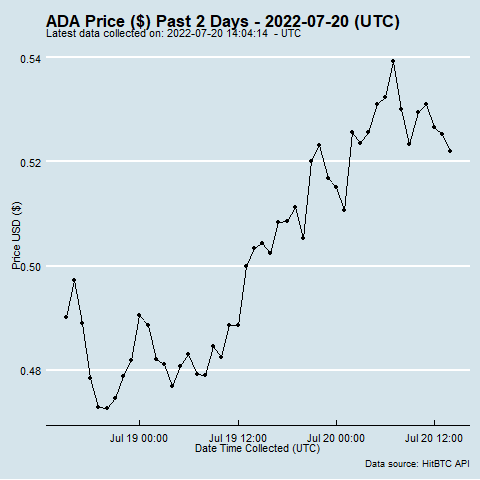 ADA Price ($) Past 2 Days - 2022-07-20 (UTC)
Latest data collected on: 2022-07-20 14:04:14 - UTC
0.54
0.52
0.50
0.48
Price USD ($)
Jul 19 00:00 Jul 19 12:00 Jul 20 00:00 Jul 20 12:00
Date Time Collected (UTC)
Data source: HitBTC API